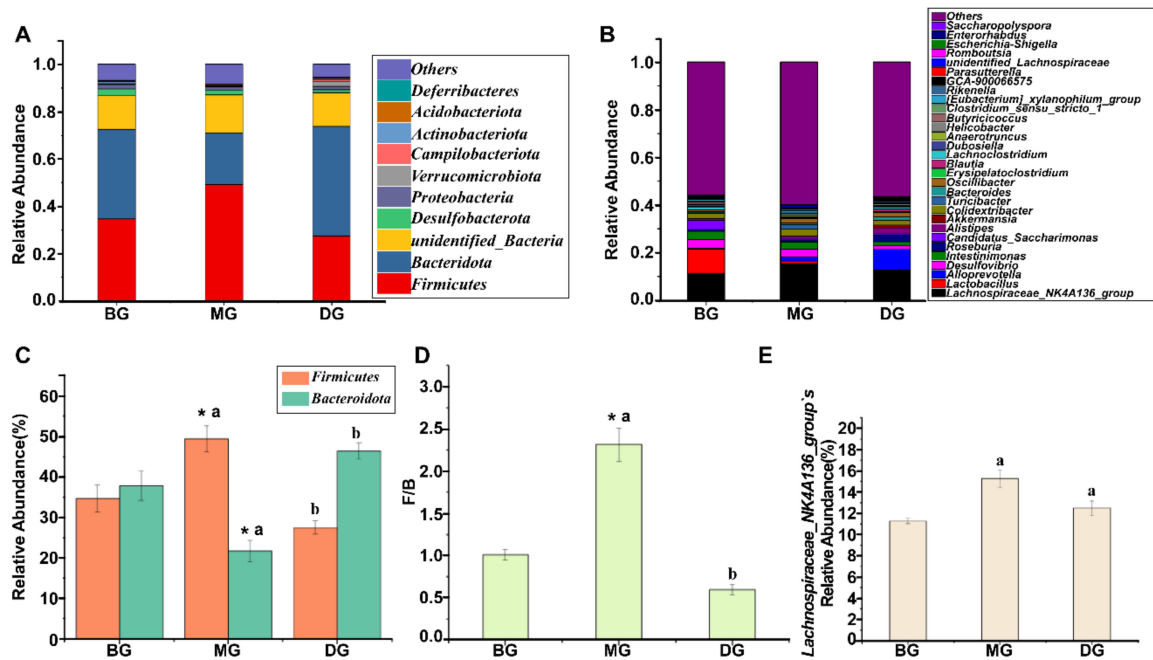 A
Relative Abundance
1.0
0.8
0.6
0.4
0.2
0.0
BG
MG
DG
Others
Deferribacteres
Acidobacteriota
Actinobacteriota
Campilobacteriota
Verrucomicrobiota
Proteobacteria
Desulfobacterota
unidentified_Bacteria
Bacteridota
Firmicutes
B
Relative Abundance
1.0
0.8
0.6
0.4
0.2
0.0
BG
MG
DG
Others
Saccharopolyspora
Enterorhabdus
Escherichia-Shigella
Romboutsia
unidentified_Lachnospiraceae
Parasutterella
GCA-900066575
Rikenella
[Eubacterium]_xylanophilum_group
Clostridium_sensu_stricto_1
Butyricicoccus
Helicobacter
Anaerotruncus
Dubosiella
Lachnoclostridium
Blautia
Erysipelatoclostridium
Oscillibacter
Bacteroides
Turicibacter
Colidextribacter
Akkermansia
Alistipes
Candidatus_Saccharimonas
Roseburia
Intestinimonas
Desulfovibrio
Alloprevotella
Lactobacillus
Lachnospiraceae_NK4A136_group
C
Relative Abundance(%)
60
50
40
30
20
10
0
Firmicutes
Bacteroidota
* a
* a
b
b
BG
MG
DG
D
F/B
3.0
2.5
2.0
1.5
1.0
0.5
0.0
* a
b
BG
MG
DG
E
Lachnospiraceae_NK4A136_group`s
Relative Abundance(%)
20
18
16
14
12
10
8
6
4
2
0
a
a
BG
MG
DG